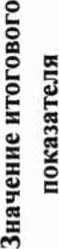 Значение итогового
показателя